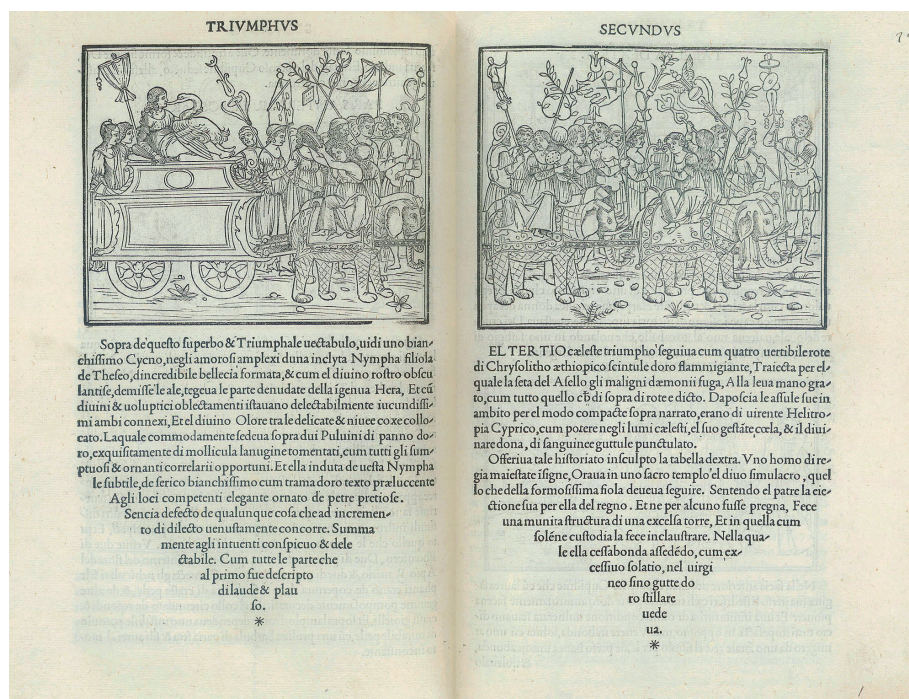 TRIVMPHVS
Sopra de questo superbo & Triumphale uectabulo, uidi uno bian-
chissimo Cycno, negli amorosi amplexi duna inclyta Nympha filiola
de Theseo, dincredibile bellecia formata, & cum el diuino rostro obscu
lantise, demisse le ale, tegeua le parte denudate della igenua Hera, Et cū
diuini & uoluptici oblectamenti istauano delectabilmente iucundissi-
mi ambi connexi, Et el diuino Olore tra le delicate & niuee coxe collo-
cato. Laquale commodamente sedeua sopra dui Puluini di panno do-
ro, exquisitamente di mollicula lanugine tomentati, cum tutti gli sum-
ptuosi & ornanti correlarii opportuni. Et ella induta de uesta Nympha
le subtile, de serico bianchissimo cum trama doro texto præluccente
Agli loci competenti elegante ornato de petre pretiose.
Sencia defecto de qualunque cosa che ad incremen-
to di dilecto uenustamente concorre. Summa
mente agli intuenti conspicuo & dele
ctabile. Cum tutte le parte che
al primo fue descripto
di laude & plau
so.
*
SECVNDVS
EL TERTIO cæleste triumpho seguiua cum quatro uertibile rote
di Chrysolitho æthiopico scintule doro flammigiante, Traiecta per el-
quale la seta del Asello gli maligni dæmonii fuga, Alla leua mano gra-
to, cum tutto quello ch̄ di sopra di rote e dicto. Daposcia le assule sue in
ambito per el modo compacte sopra narrato, erano di uirente Helitro-
pia Cyprico, cum potere negli lumi cælesti, el suo gestāte cœla, & il diui-
nare dona, di sanguinee guttule punctulato.
Offeriua tale historiato insculpto la tabella dextra. Vno homo di re-
gia maiestate isigne, Oraua in uno sacro templo el diuo simulacro, quel
lo che della formosissima fiola deueua seguire. Sentendo el patre la eie-
ctione sua per ella del regno. Et ne per alcuno fusse pregna, Fece
una munita structura di una excelsa torre, Et in quella cum
soléne custodia la fece inclaustrare. Nella qua-
le ella cessabonda assedédo, cum ex-
cessiuo solatio, nel uirgi
neo sino gutte do
ro stillare
uede
ua.
*